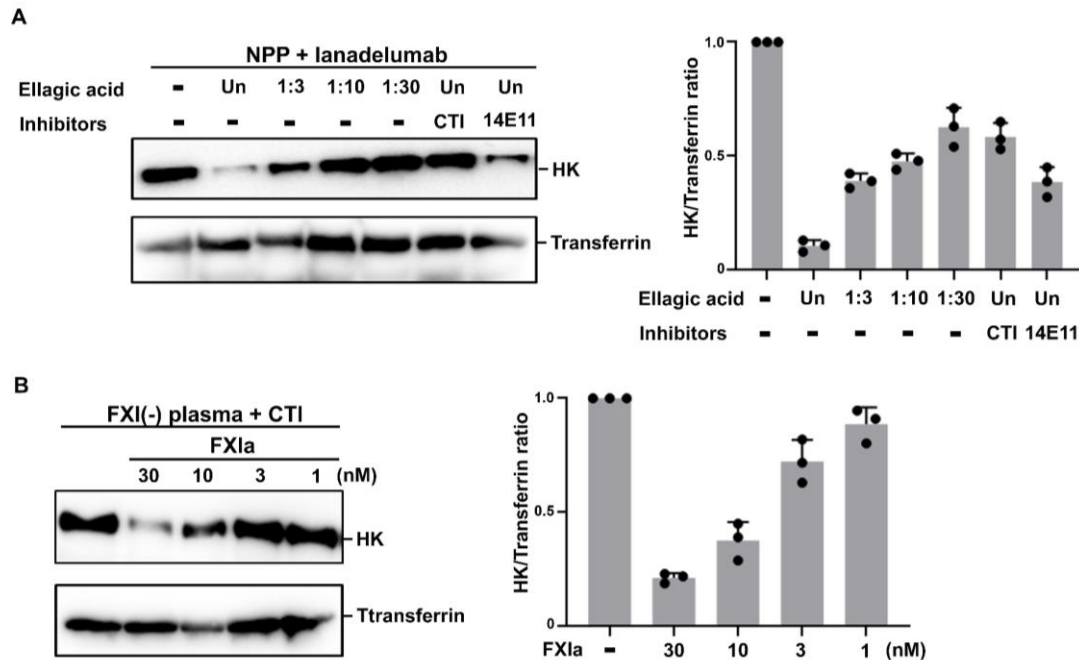 A
NPP + lanadelumab
Ellagic acid - Un 1:3 1:10 1:30 Un Un
Inhibitors - - - - - CTI 14E11
HK
Transferrin
HK/Transferrin ratio
1.0
0.5
0
Ellagic acid - Un 1:3 1:10 1:30 Un Un
Inhibitors - - - - - CTI 14E11
B
FXI(-) plasma + CTI
FXIa
30 10 3 1 (nM)
HK
Ttransferrin
HK/Transferrin ratio
1.0
0.5
0
FXIa - 30 10 3 1 (nM)